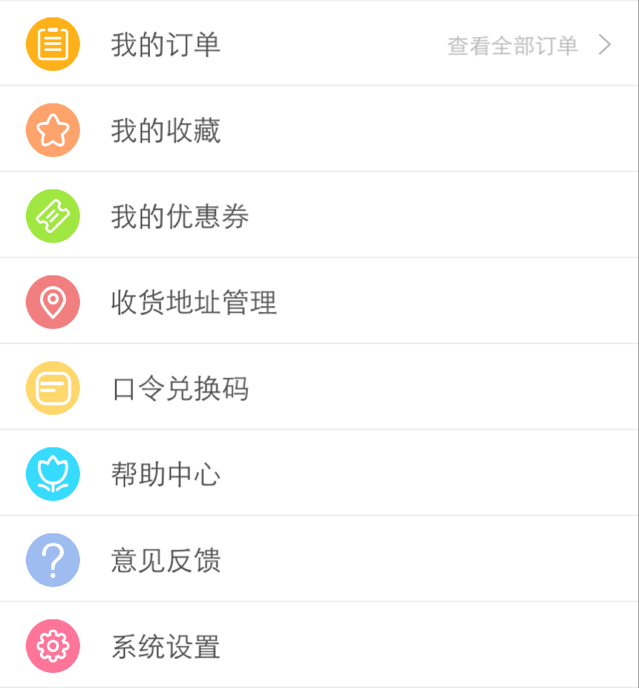 我的订单 查看全部订单
我的收藏
我的优惠券
收货地址管理
口令兑换码
帮助中心
意见反馈
系统设置